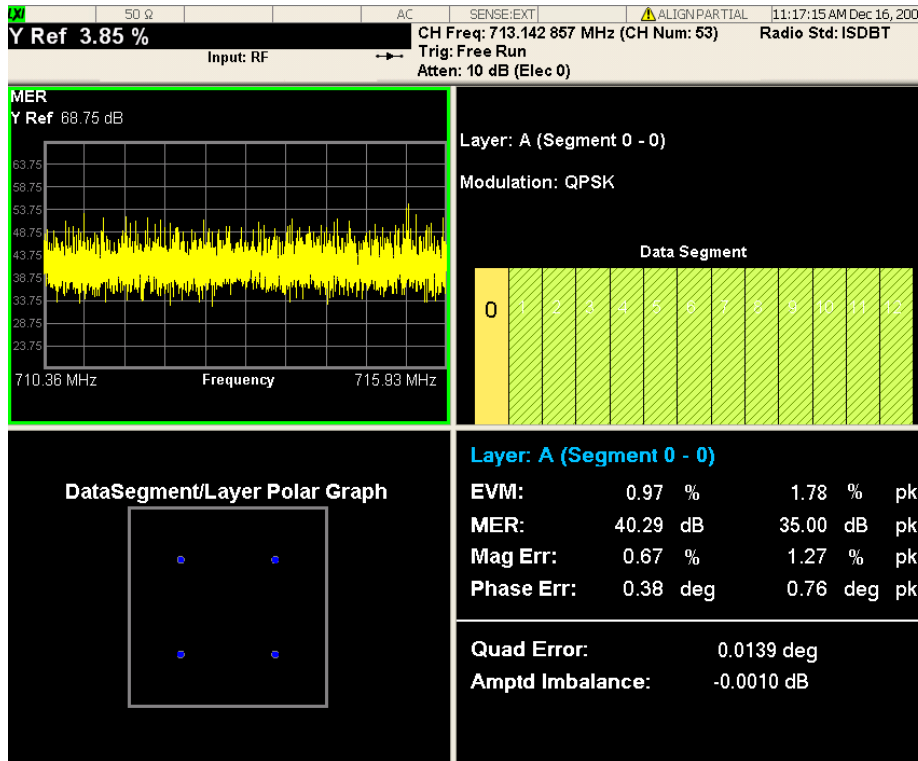 LXI 50 Ω AC SENSE:EXT ALIGN PARTIAL 11:17:15 AM Dec 16, 200
Y Ref 3.85 %
Input: RF
CH Freq: 713.142 857 MHz (CH Num: 53) Radio Std: ISDBT
Trig: Free Run
Atten: 10 dB (Elec 0)
MER
Y Ref 68.75 dB
63.75
58.75
53.75
48.75
43.75
38.75
33.75
28.75
23.75
710.36 MHz Frequency 715.93 MHz
Layer: A (Segment 0 - 0)
Modulation: QPSK
Data Segment
0 1 2 3 4 5 6 7 8 9 10 11 12
DataSegment/Layer Polar Graph
Layer: A (Segment 0 - 0)
EVM: 0.97 % 1.78 % pk
MER: 40.29 dB 35.00 dB pk
Mag Err: 0.67 % 1.27 % pk
Phase Err: 0.38 deg 0.76 deg pk
Quad Error: 0.0139 deg
Amptd Imbalance: -0.0010 dB